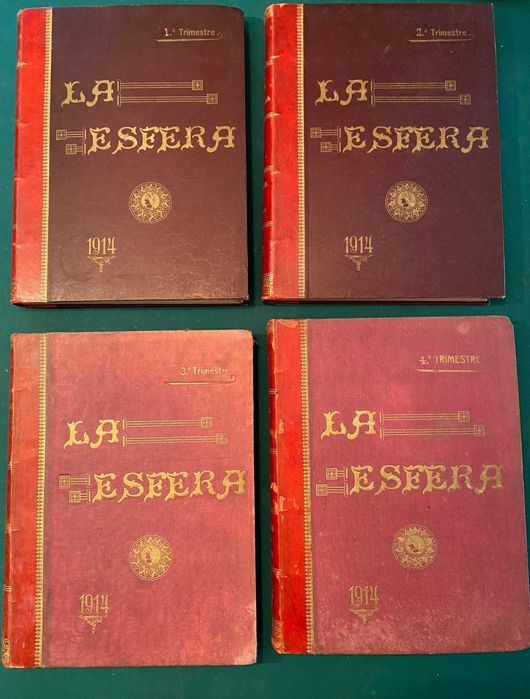 1.º Trimestre
LA
ESFERA
1914
2.º Trimestre
LA
ESFERA
1914
3.º Trimestre
LA
ESFERA
1914
4.º TRIMESTRE
LA
ESFERA
1914